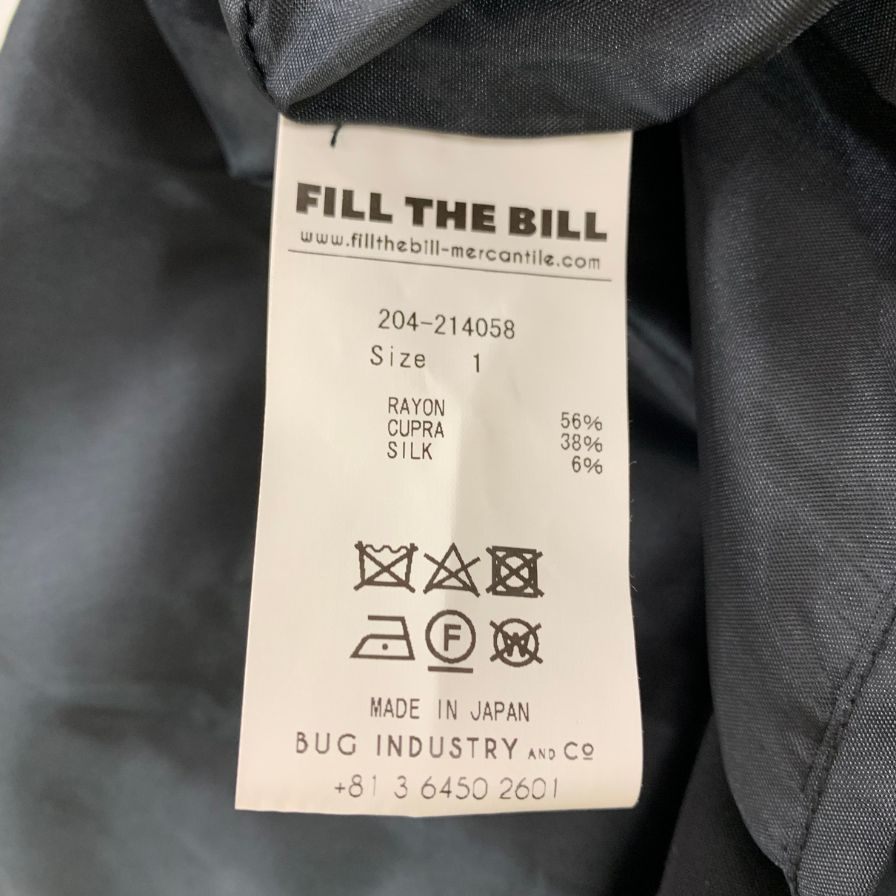 FILL THE BILL
www.fillthebill-mercantile.com
204-214058
Size 1
RAYON 56%
CUPRA 38%
SILK 6%
F
W
MADE IN JAPAN
BUG INDUSTRY AND Co
+81 3 6450 2601